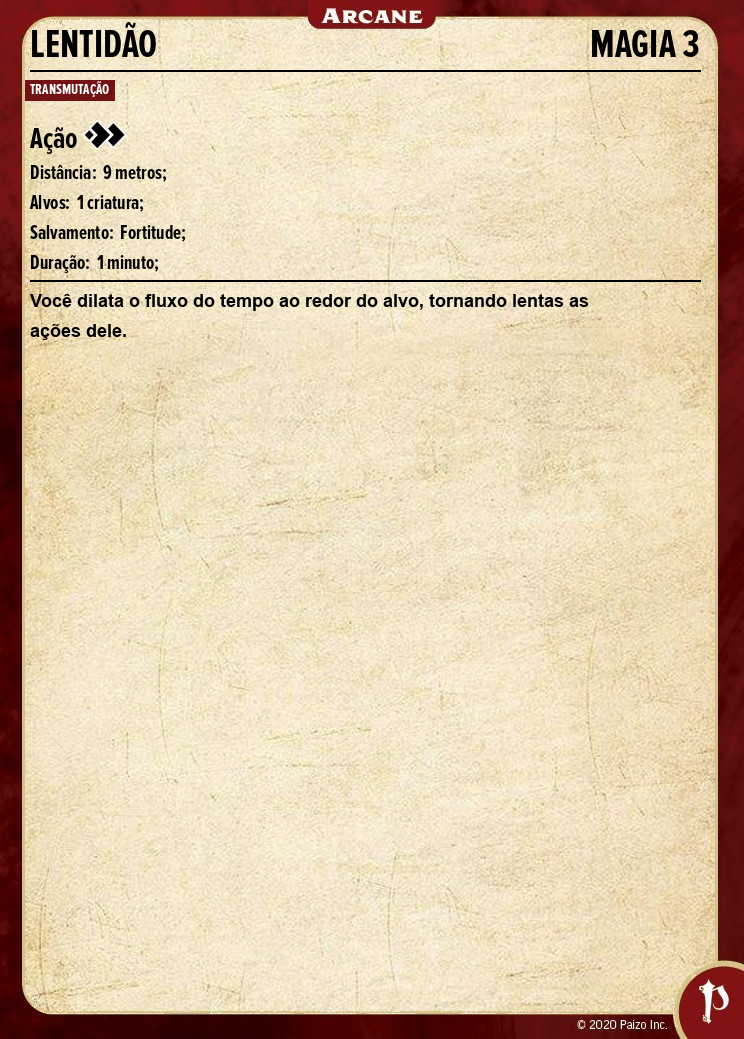 ARCANE
LENTIDÃO MAGIA 3
TRANSMUTAÇÃO
Ação
Distância: 9 metros;
Alvos: 1 criatura;
Salvamento: Fortitude;
Duração: 1 minuto;
Você dilata o fluxo do tempo ao redor do alvo, tornando lentas as
ações dele.
© 2020 Paizo Inc.